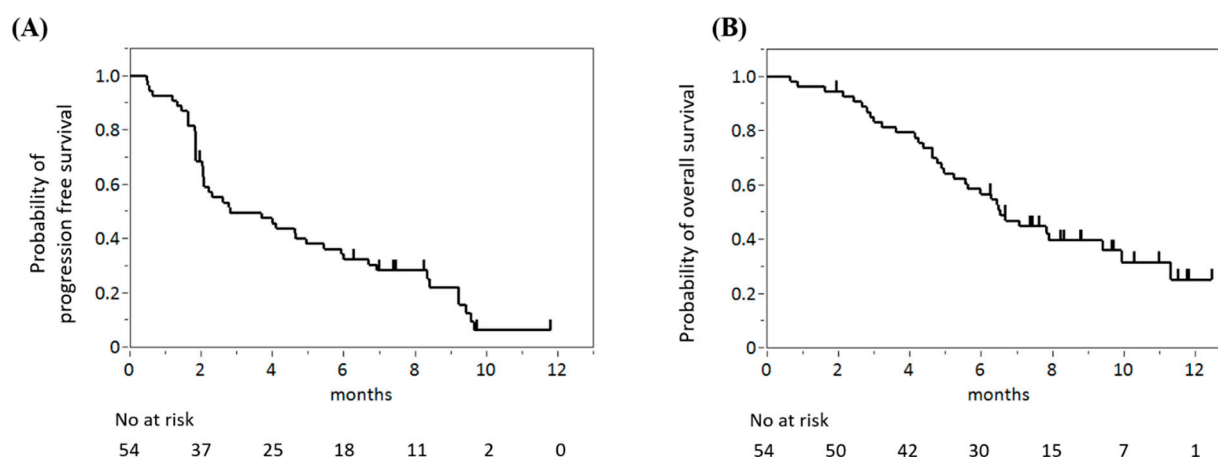 (A)
Probability of
progression free survival
1.0
0.8
0.6
0.4
0.2
0
0 2 4 6 8 10 12
months
No at risk
54 37 25 18 11 2 0
(B)
Probability of overall survival
1.0
0.8
0.6
0.4
0.2
0
0 2 4 6 8 10 12
months
No at risk
54 50 42 30 15 7 1